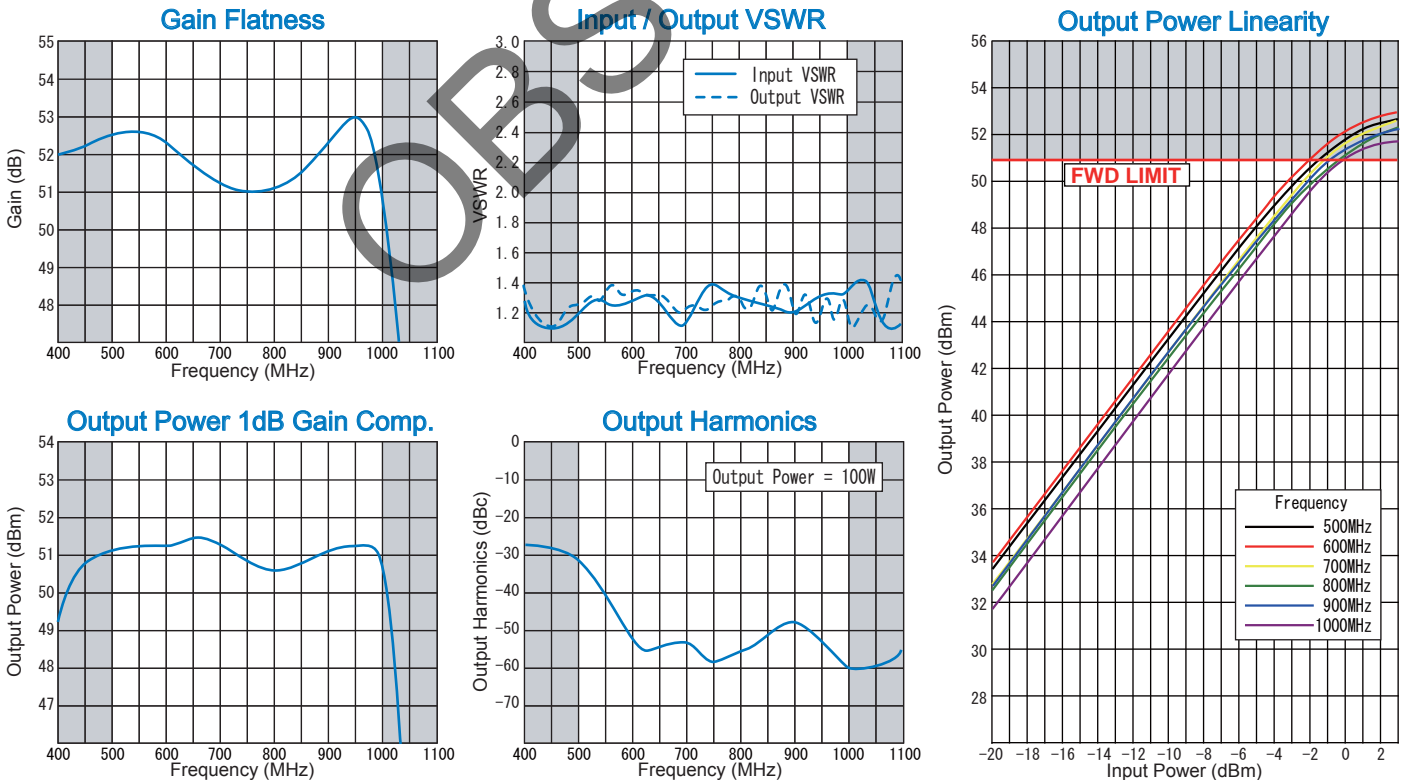 Gain Flatness
55
54
53
52
51
50
49
48
Gain (dB)
400 500 600 700 800 900 1000 1100
Frequency (MHz)
Input / Output VSWR
3.0
2.8
2.6
2.4
2.2
2.0
1.8
1.6
1.4
1.2
VSWR
Input VSWR
Output VSWR
400 500 600 700 800 900 1000 1100
Frequency (MHz)
OBS
Output Power Linearity
56
54
52
50
48
46
44
42
40
38
36
34
32
30
28
Output Power (dBm)
FWD LIMIT
Frequency
500MHz
600MHz
700MHz
800MHz
900MHz
1000MHz
-20 -18 -16 -14 -12 -10 -8 -6 -4 -2 0 2
Input Power (dBm)
Output Power 1dB Gain Comp.
54
53
52
51
50
49
48
47
Output Power (dBm)
400 500 600 700 800 900 1000 1100
Frequency (MHz)
Output Harmonics
0
-10
-20
-30
-40
-50
-60
-70
Output Harmonics (dBc)
Output Power = 100W
400 500 600 700 800 900 1000 1100
Frequency (MHz)